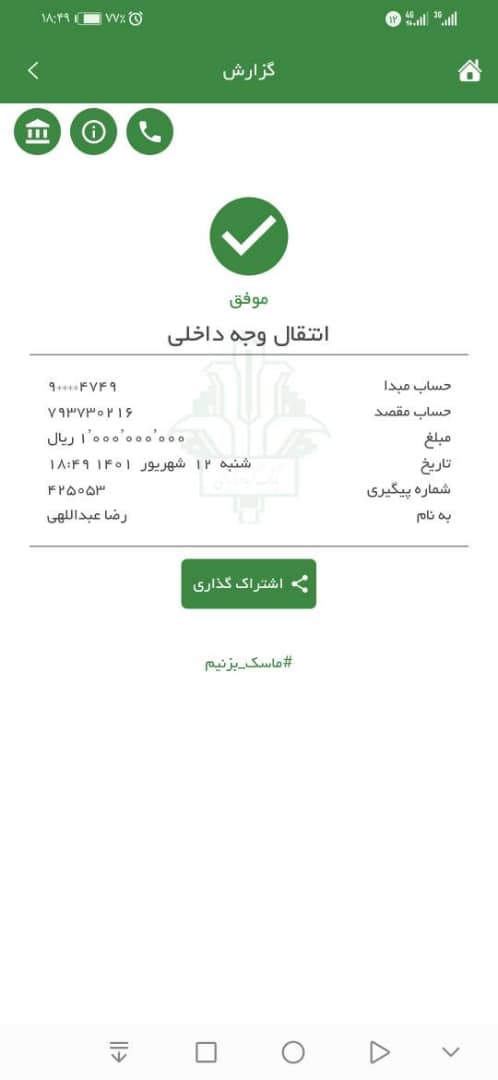 ۱۸:۴۹ ۷۷٪ ۱۲ 4G 3G
گزارش
موفق
انتقال وجه داخلی
حساب مبدا ۹****۴۷۴۹
حساب مقصد ۷۹۳۷۳۰۲۱۶
مبلغ ۱٬۰۰۰٬۰۰۰٬۰۰۰ ریال
تاریخ شنبه ۱۲ شهریور ۱۴۰۱ ۱۸:۴۹
شماره پیگیری ۴۲۵۰۵۳
به نام رضا عبداللهی
اشتراک گذاری
#ماسک_بزنیم